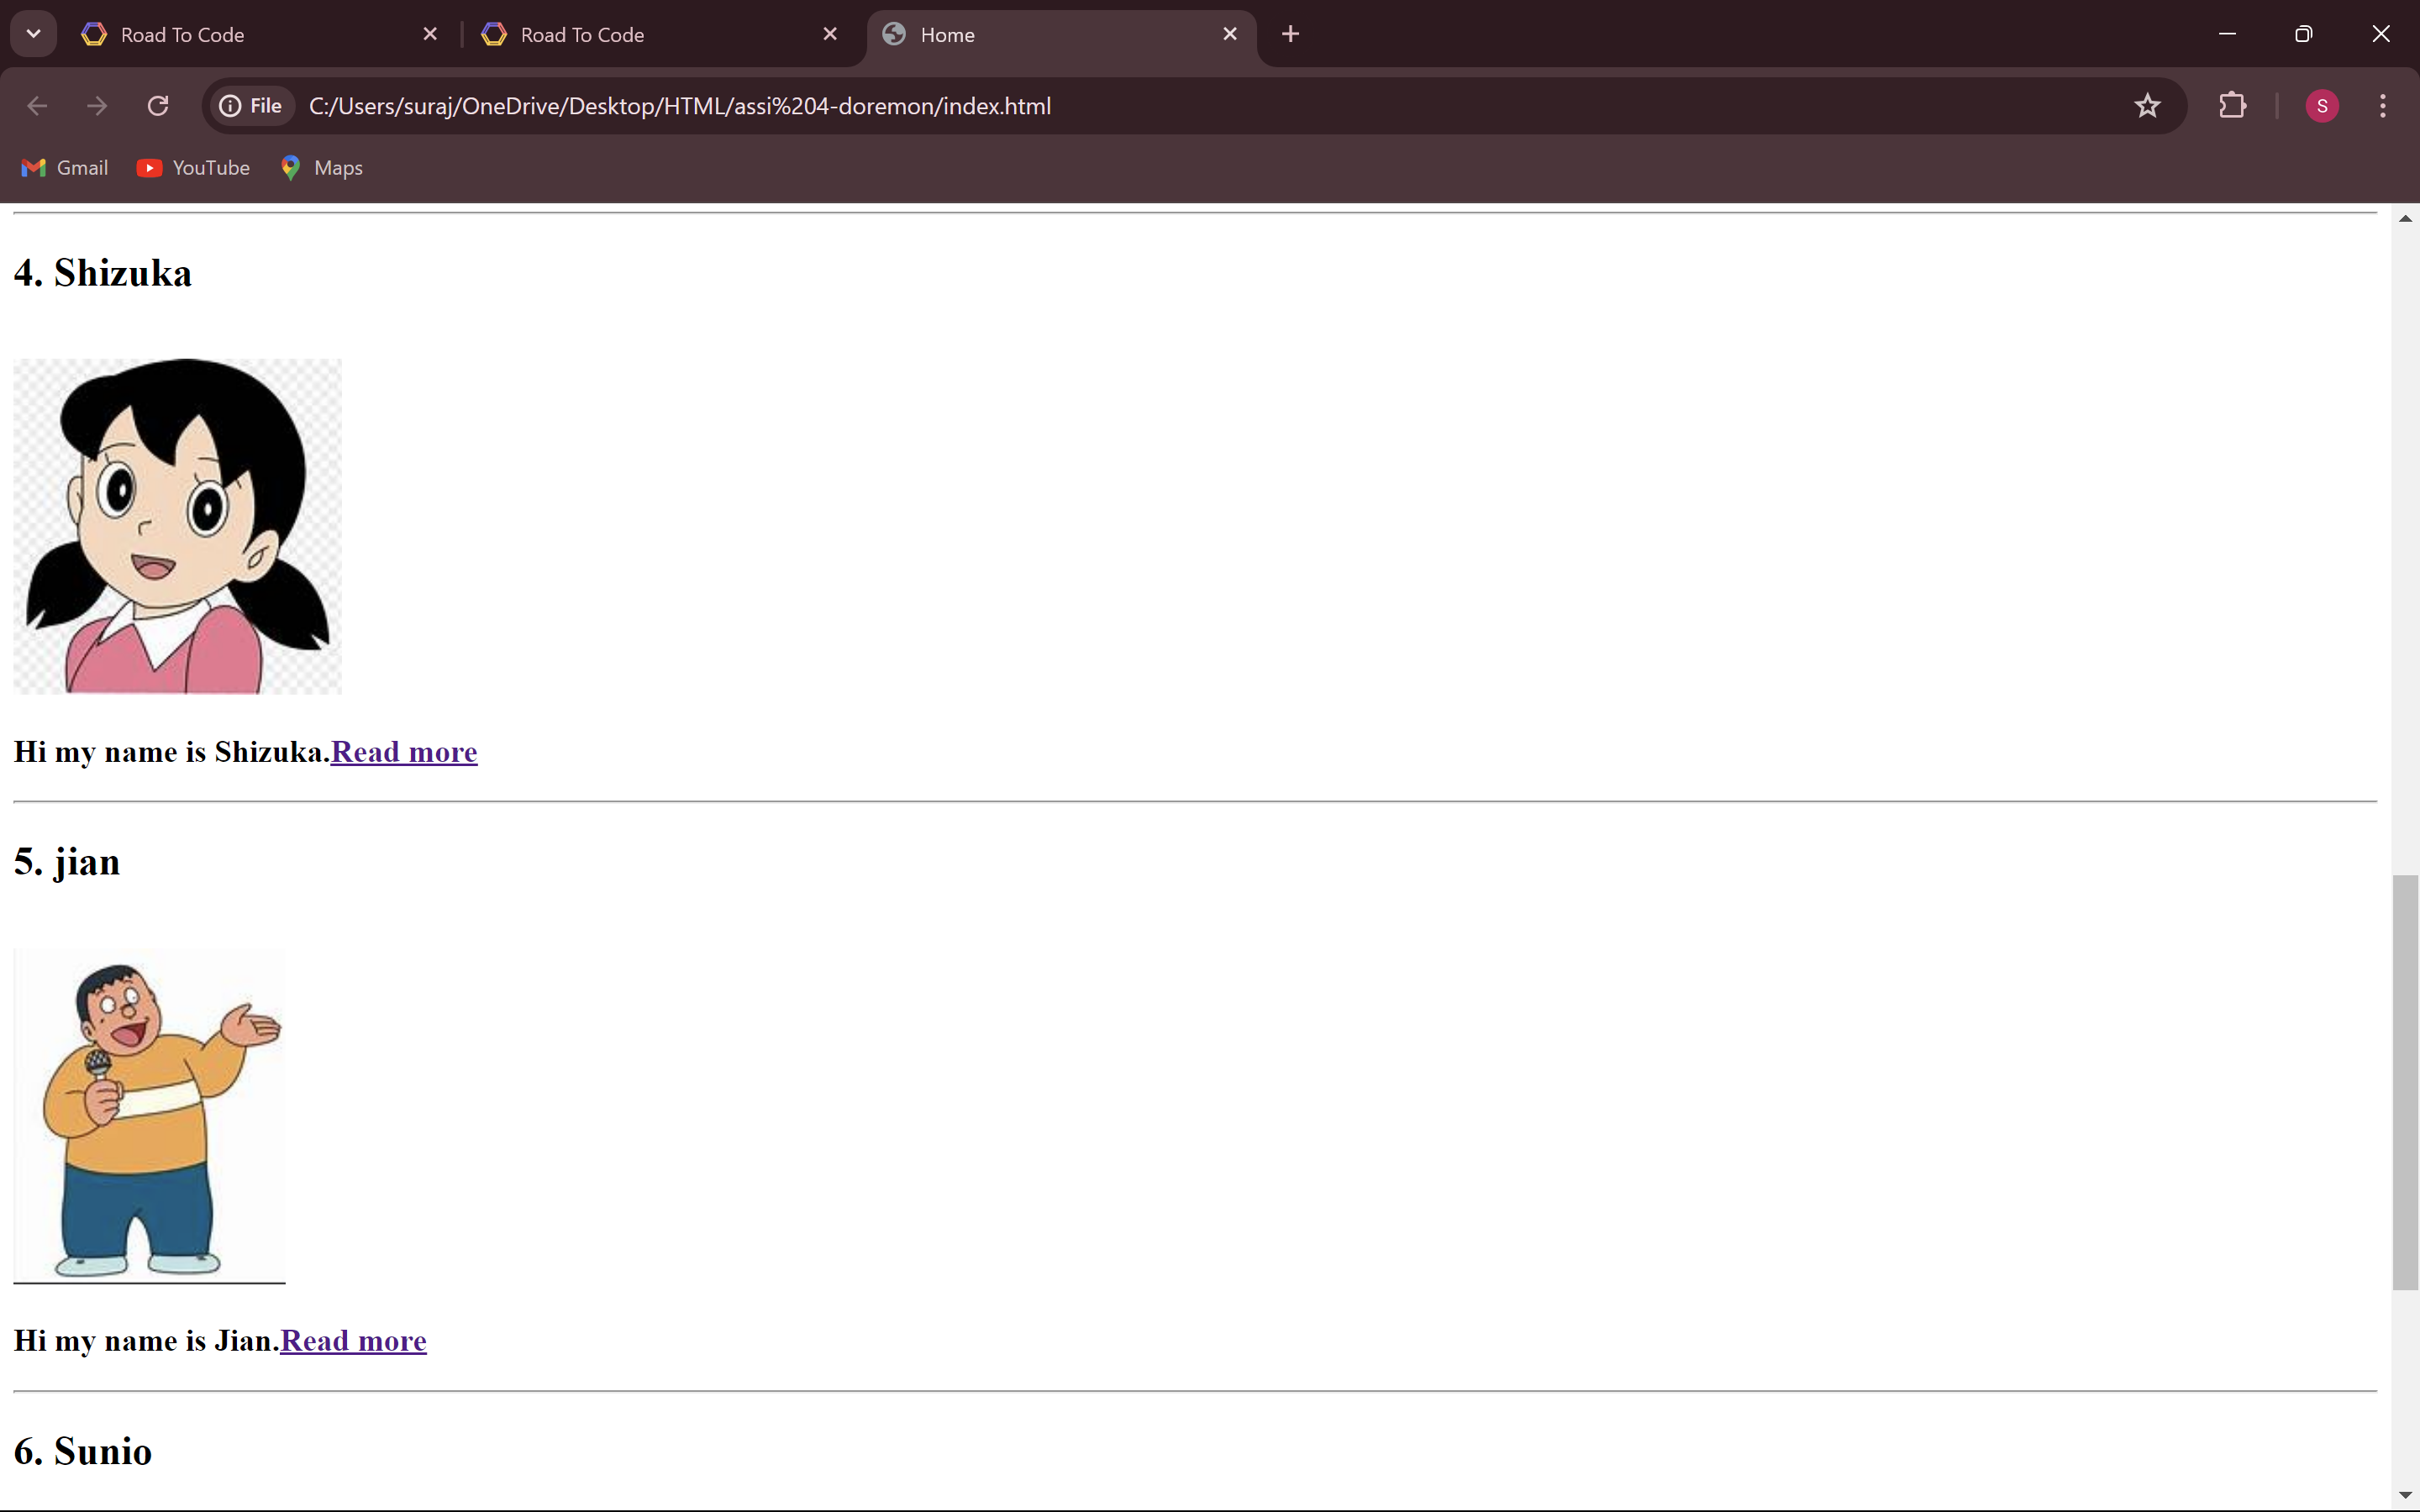 Road To Code
Road To Code
Home
File
C:/Users/suraj/OneDrive/Desktop/HTML/assi%204-doremon/index.html
S
Gmail
YouTube
Maps
4. Shizuka
Hi my name is Shizuka.Read more
5. jian
Hi my name is Jian.Read more
6. Sunio